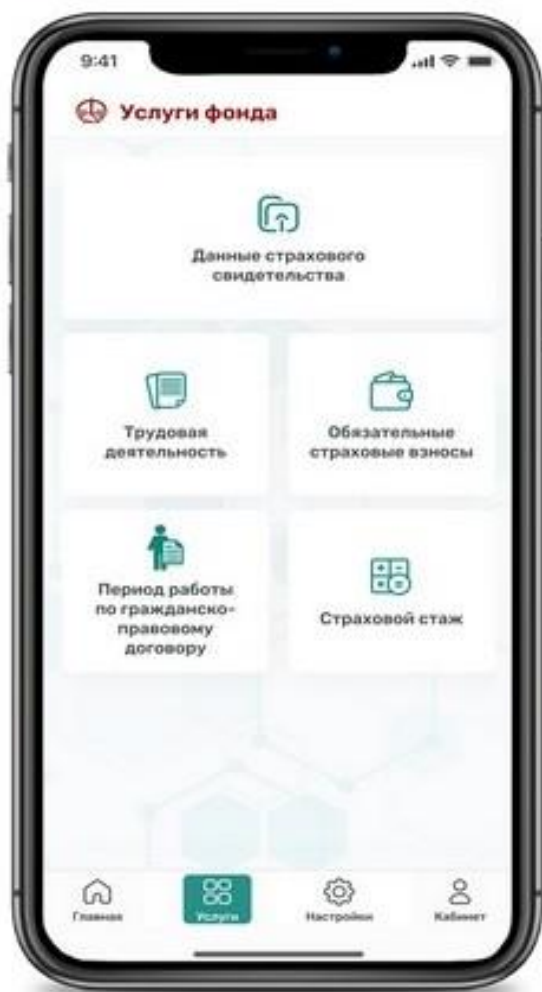 9:41
Услуги фонда
Данные страхового
свидетельства
Трудовая
деятельность
Обязательные
страховые взносы
Период работы
по гражданско-
правовому
договору
Страховой стаж
Главная
Услуги
Настройки
Кабинет